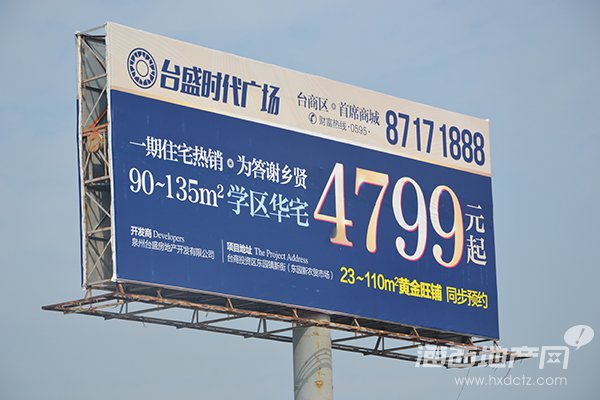 台盛时代广场
台商区·首席商城
财富热线·0595·
87171888
一期住宅热销·为答谢乡贤
90~135m²学区华宅
4799元起
开发商 Developers
泉州台盛房地产开发有限公司
项目地址 The Project Address
台商投资区东园镇新街(东园新农贸市场)
23~110m²黄金旺铺 同步预约
海西地产网
www.hxdctz.com